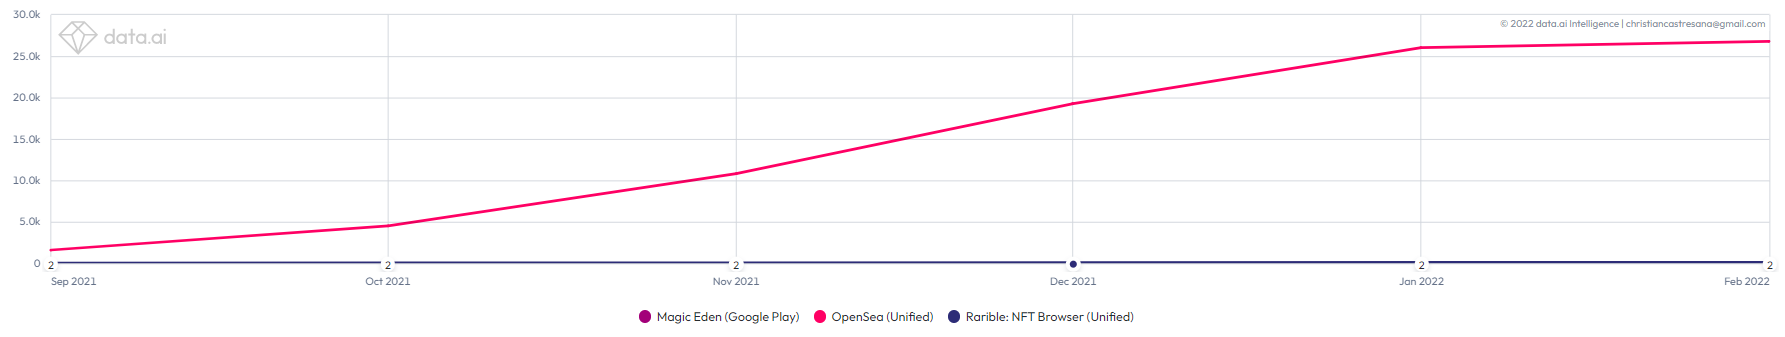 30.0k
© 2022 data.ai Intelligence | christiancastresana@gmail.com
data.ai
25.0k
20.0k
15.0k
10.0k
5.0k
0
2 2 2 2 2
Sep 2021 Oct 2021 Nov 2021 Dec 2021 Jan 2022 Feb 2022
Magic Eden (Google Play) OpenSea (Unified) Rarible: NFT Browser (Unified)